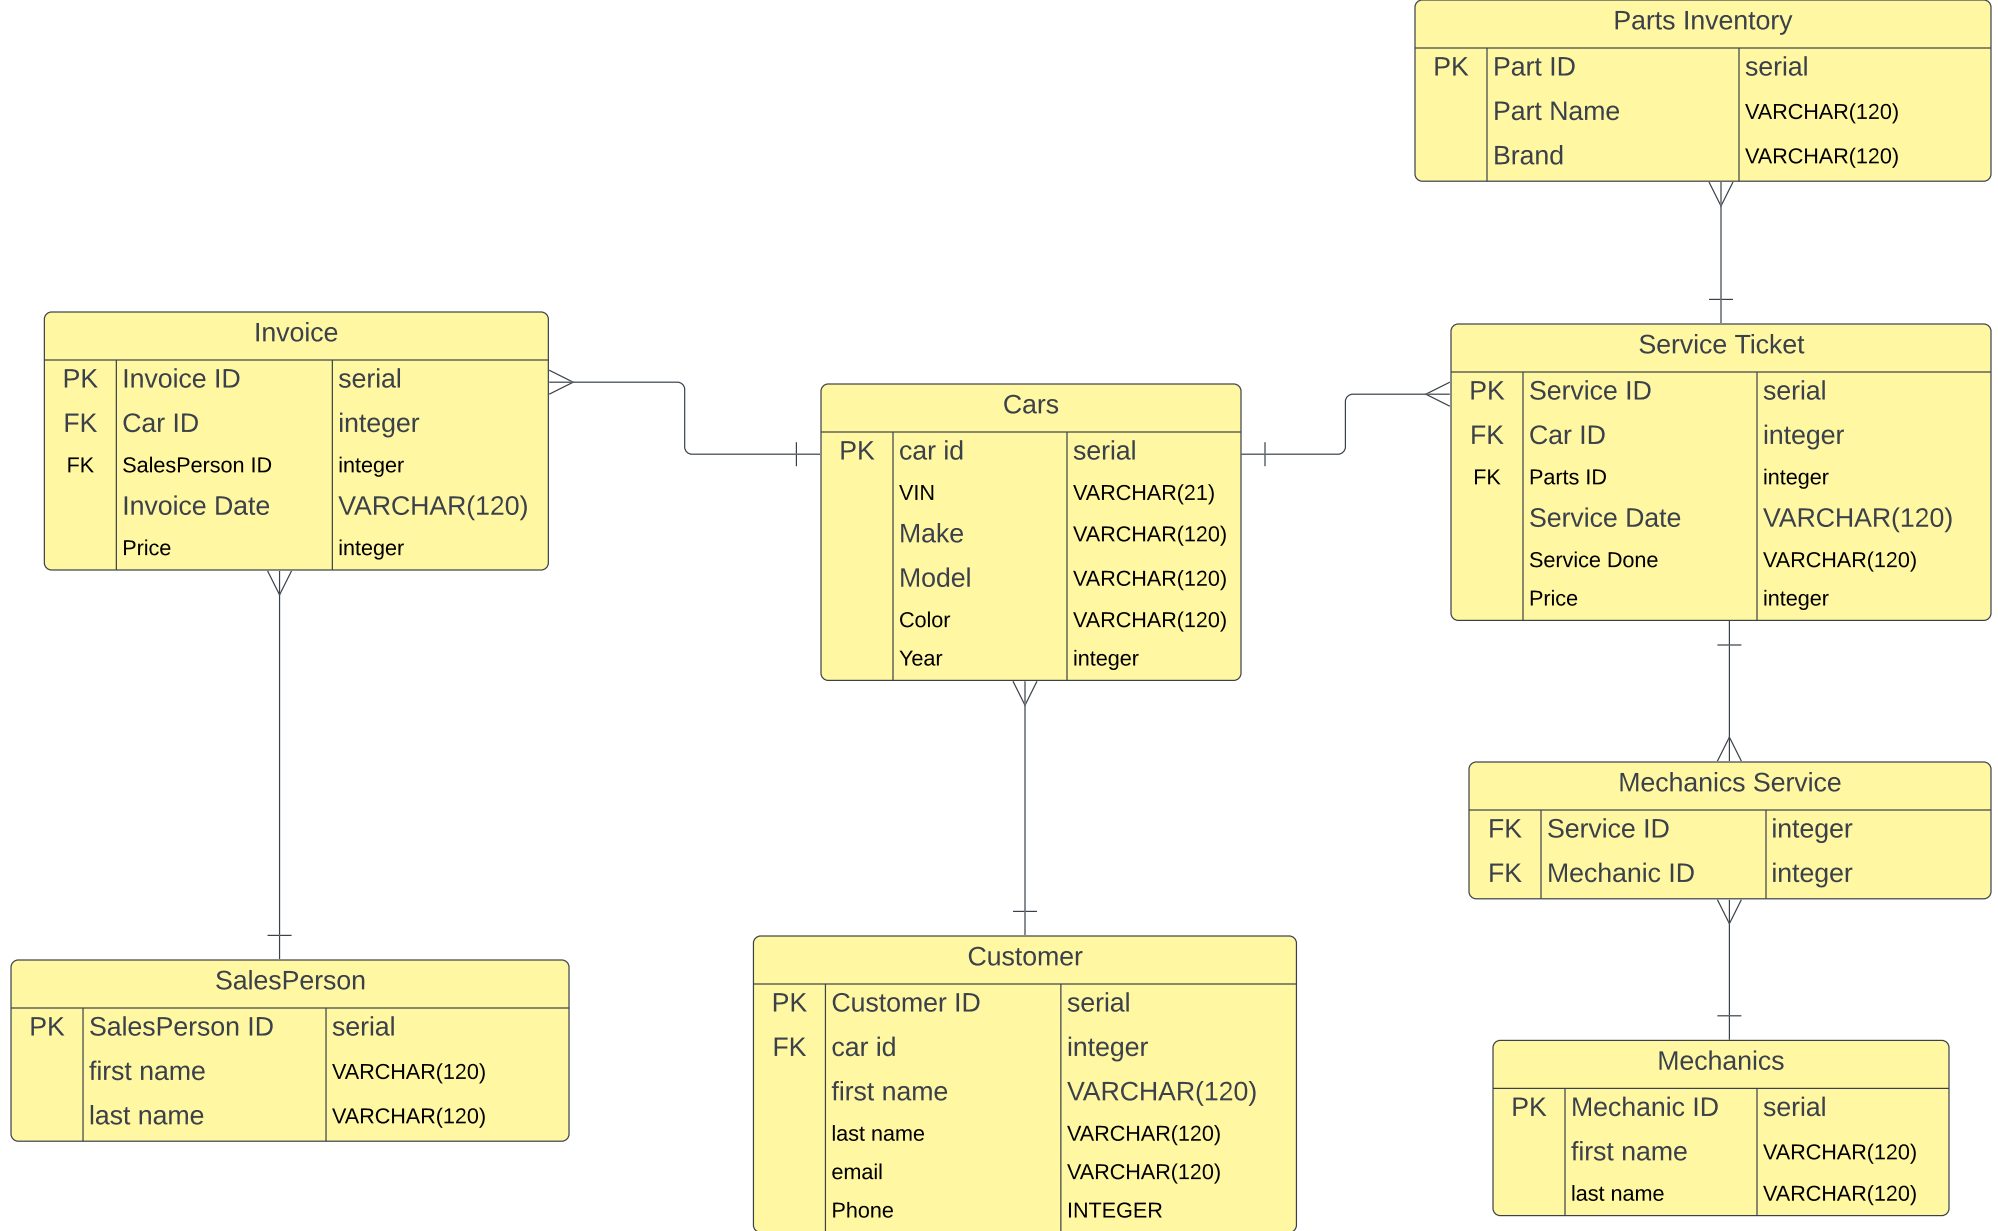 Parts Inventory
PK Part ID serial
Part Name VARCHAR(120)
Brand VARCHAR(120)
Invoice
PK Invoice ID serial
FK Car ID integer
FK SalesPerson ID integer
Invoice Date VARCHAR(120)
Price integer
Cars
PK car id serial
VIN VARCHAR(21)
Make VARCHAR(120)
Model VARCHAR(120)
Color VARCHAR(120)
Year integer
Service Ticket
PK Service ID serial
FK Car ID integer
FK Parts ID integer
Service Date VARCHAR(120)
Service Done VARCHAR(120)
Price integer
Mechanics Service
FK Service ID integer
FK Mechanic ID integer
SalesPerson
PK SalesPerson ID serial
first name VARCHAR(120)
last name VARCHAR(120)
Customer
PK Customer ID serial
FK car id integer
first name VARCHAR(120)
last name VARCHAR(120)
email VARCHAR(120)
Phone INTEGER
Mechanics
PK Mechanic ID serial
first name VARCHAR(120)
last name VARCHAR(120)